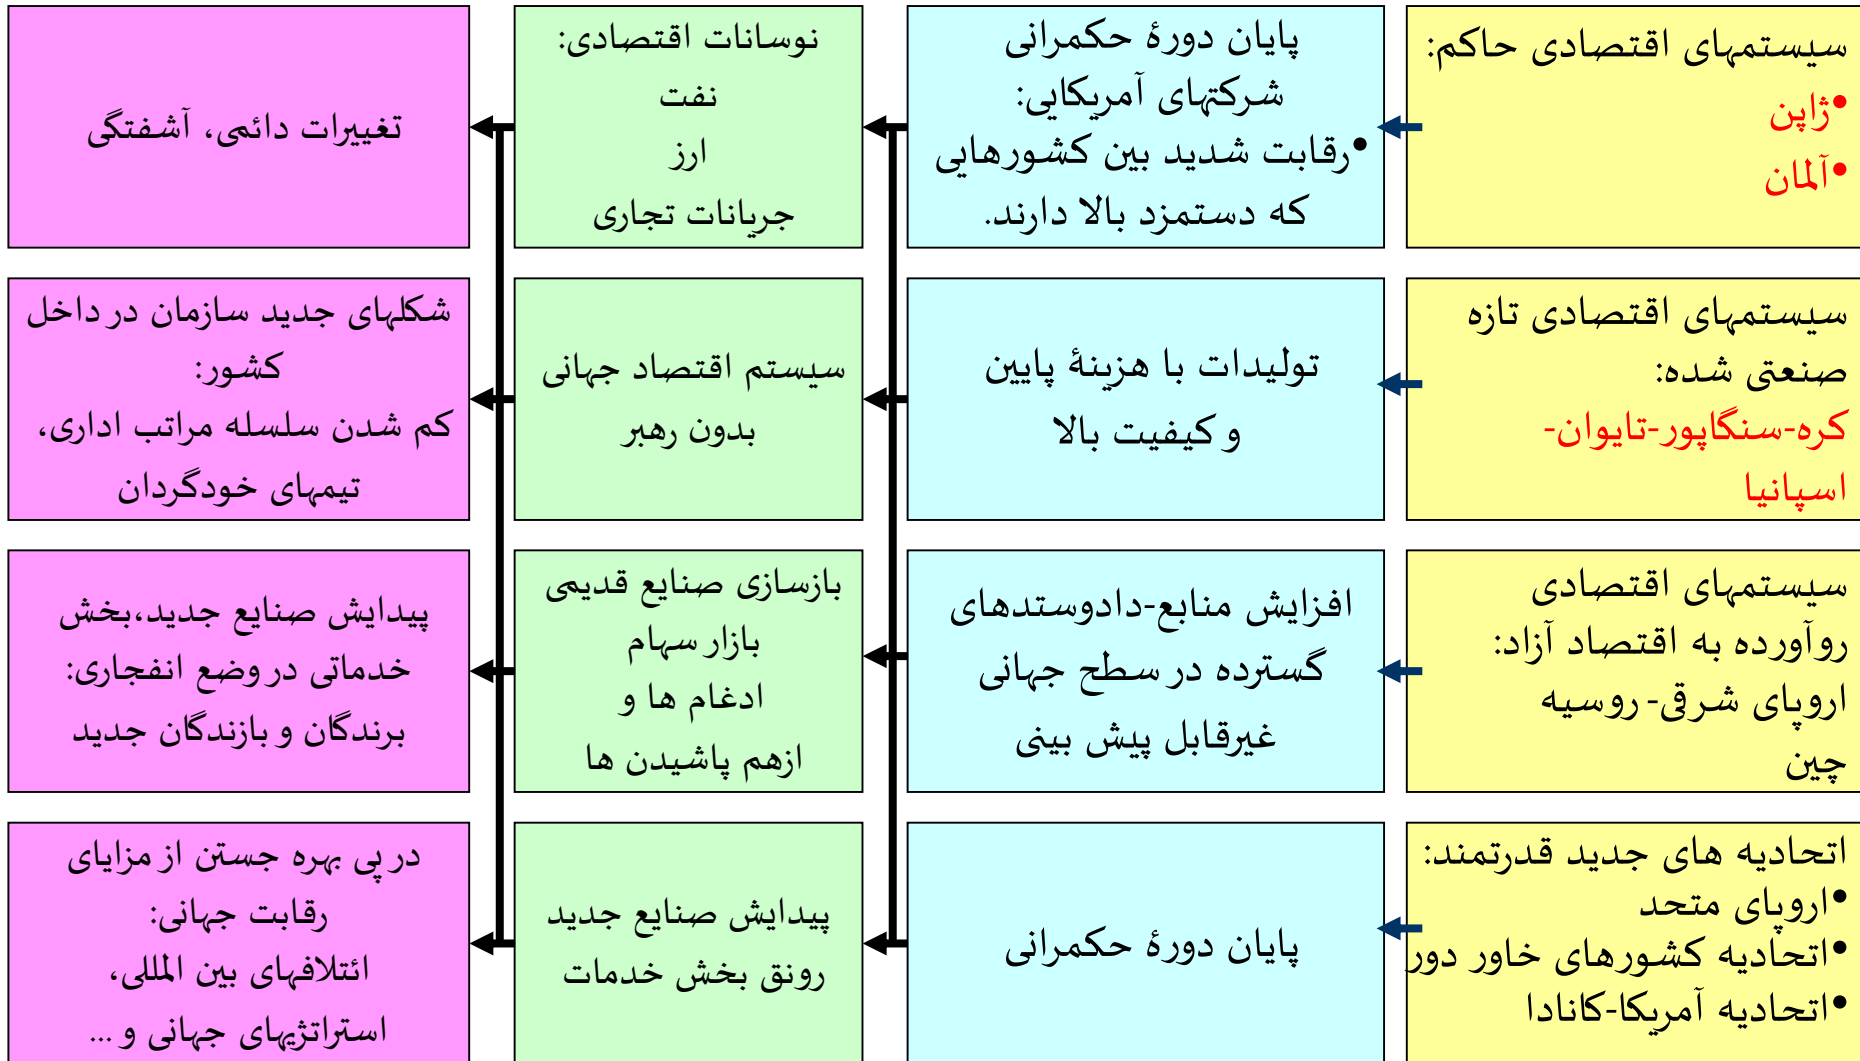 سیستمهای اقتصادی حاکم:
•ژاپن
•آلمان
پایان دورۀ حکمرانی
شرکتهای آمریکایی:
•رقابت شدید بین کشورهایی
که دستمزد بالا دارند.
نوسانات اقتصادی:
نفت
ارز
جریانات تجاری
تغییرات دائمی، آشفتگی
سیستمهای اقتصادی تازه
صنعتی شده:
کره-سنگاپور-تایوان-
اسپانیا
تولیدات با هزینۀ پایین
و کیفیت بالا
سیستم اقتصاد جهانی
بدون رهبر
شکلهای جدید سازمان در داخل
کشور:
کم شدن سلسله مراتب اداری،
تیمهای خودگردان
سیستمهای اقتصادی
روآورده به اقتصاد آزاد:
اروپای شرقی- روسیه
چین
افزایش منابع-دادوستدهای
گسترده در سطح جهانی
غیرقابل پیش بینی
بازسازی صنایع قدیمی
بازار سهام
ادغام ها و
ازهم پاشیدن ها
پیدایش صنایع جدید،بخش
خدماتی در وضع انفجاری:
برندگان و بازندگان جدید
اتحادیه های جدید قدرتمند:
•اروپای متحد
•اتحادیه کشورهای خاور دور
•اتحادیه آمریکا-کانادا
پایان دورۀ حکمرانی
پیدایش صنایع جدید
رونق بخش خدمات
در پی بهره جستن از مزایای
رقابت جهانی:
ائتلافهای بین المللی،
استراتژیهای جهانی و ...